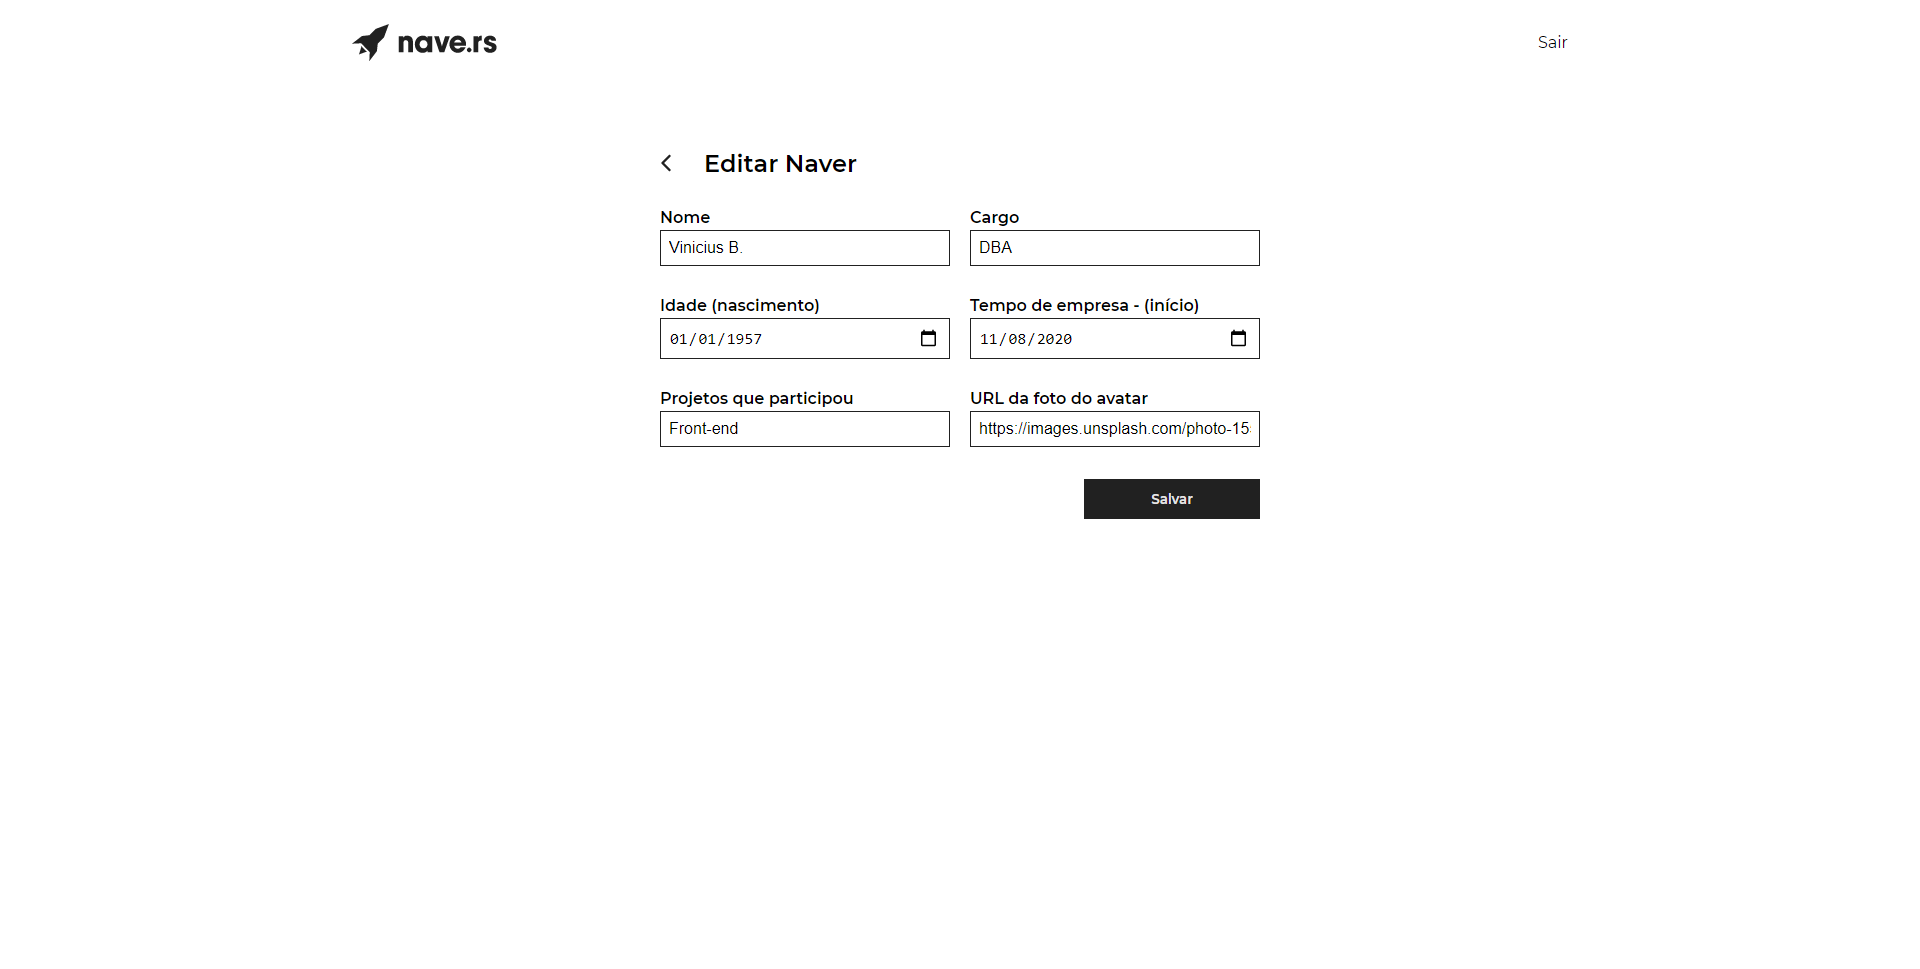 nave.rs
Sair
Editar Naver
Nome
Cargo
Vinicius B.
DBA
Idade (nascimento)
Tempo de empresa - (início)
01/01/1957
11/08/2020
Projetos que participou
URL da foto do avatar
Front-end
https://images.unsplash.com/photo-15
Salvar